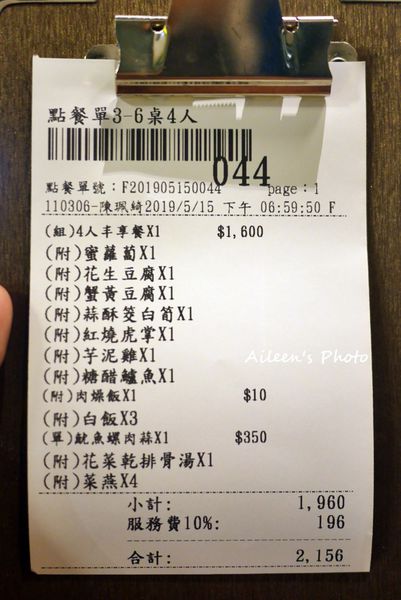 點餐單3-6桌4人
044
點餐單號：F201905150044 page：1
110306-陳珮綺2019/5/15 下午 06:59:50 F
(組)4人丰享餐X1 $1,600
(附)蜜蘿蔔X1
(附)花生豆腐X1
(附)蟹黃豆腐X1
(附)蒜酥筊白筍X1
(附)紅燒虎掌X1
(附)芋泥雞X1
(附)糖醋鱸魚X1
(附)肉燥飯X1 $10
(附)白飯X3
(單)魷魚螺肉蒜X1 $350
(附)花菜乾排骨湯X1
(附)菜燕X4
小計： 1,960
服務費10%： 196
合計： 2,156
Aileen's Photo